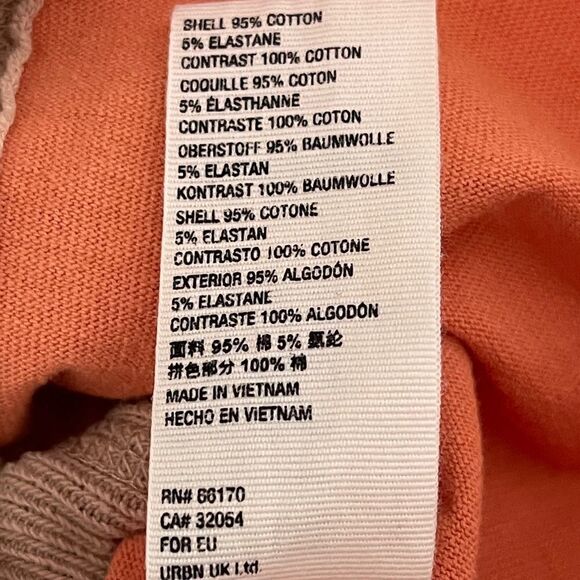 SHELL 95% COTTON
5% ELASTANE
CONTRAST 100% COTTON
COQUILLE 95% COTON
5% ÉLASTHANNE
CONTRASTE 100% COTON
OBERSTOFF 95% BAUMWOLLE
5% ELASTAN
KONTRAST 100% BAUMWOLLE
SHELL 95% COTONE
5% ELASTAN
CONTRASTO 100% COTONE
EXTERIOR 95% ALGODÓN
5% ELASTANE
CONTRASTE 100% ALGODÓN
面料 95% 棉 5% 氨纶
拼色部分 100% 棉
MADE IN VIETNAM
HECHO EN VIETNAM
RN# 66170
CA# 32054
FOR EU
URBN UK Ltd.